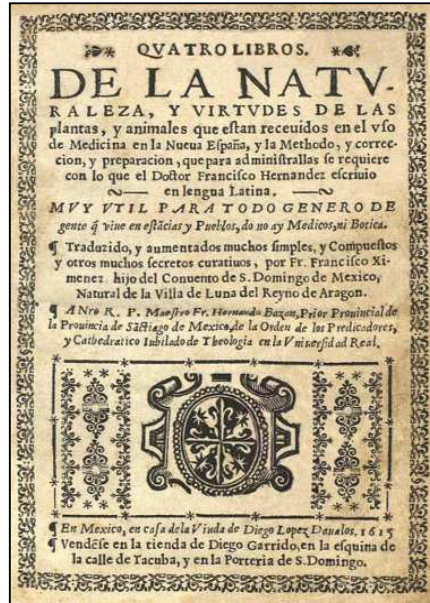 QVATRO LIBROS.
DE LA NATV-
RALEZA, Y VIRTVDES DE LAS
plantas, y animales que estan receuidos en el vso
de Medicina en la Nueua España, y la Methodo, y correc-
cion, y preparacion, que para administrallas se requiere
con lo que el Doctor Francisco Hernandez escriuio
en lengua Latina.
MVY VTIL PARA TODO GENERO DE
gente q̃ viue en estãcias y Pueblos, do no ay Medicos, ni Botica.
¶ Traduzido, y aumentados muchos simples, y Compuestos
y otros muchos secretos curatiuos, por Fr. Francisco Xi-
menez, hijo del Conuento de S. Domingo de Mexico,
Natural de la Villa de Luna del Reyno de Aragon.
¶ A Nro R. P. Maestro Fr. Hernando Bazan, Prior Prouincial de
la Prouincia de Sãtiago de Mexico, de la Orden de los Predicadores,
y Cathedratico Iubilado de Theologia en la Vniuersidad Real.
¶ En Mexico, en casa de la Viuda de Diego Lopez Daualos. 1615
¶ Vendẽse en la tienda de Diego Garrido, en la esquina de
la calle de Tacuba, y en la Porteria de S. Domingo.